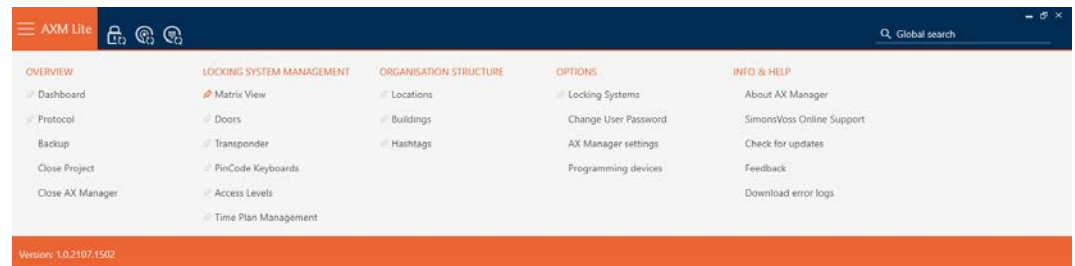 AXM Lite
Global search
OVERVIEW
Dashboard
Protocol
Backup
Close Project
Close AX Manager
LOCKING SYSTEM MANAGEMENT
Matrix View
Doors
Transponder
PinCode Keyboards
Access Levels
Time Plan Management
ORGANISATION STRUCTURE
Locations
Buildings
Hashtags
OPTIONS
Locking Systems
Change User Password
AX Manager settings
Programming devices
INFO & HELP
About AX Manager
SimonsVoss Online Support
Check for updates
Feedback
Download error logs
Version: 1.0.2107.1502